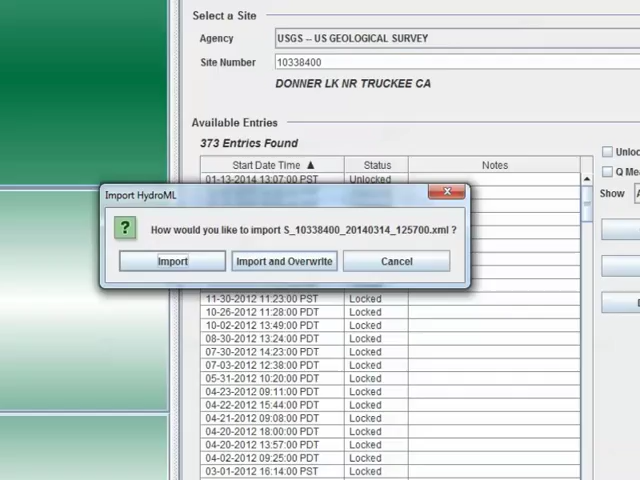 Select a Site
Agency USGS -- US GEOLOGICAL SURVEY
Site Number 10338400
DONNER LK NR TRUCKEE CA
Available Entries
373 Entries Found
Start Date Time ▲ Status Notes
01-13-2014 13:07:00 PST Unlocked
Unloc
Q Me
Show
Import HydroML
? How would you like to import S_10338400_20140314_125700.xml ?
Import Import and Overwrite Cancel
11-30-2012 11:23:00 PST Locked
10-26-2012 11:28:00 PDT Locked
10-02-2012 13:49:00 PDT Locked
08-30-2012 13:24:00 PDT Locked
07-30-2012 14:23:00 PDT Locked
07-03-2012 12:38:00 PDT Locked
05-31-2012 10:20:00 PDT Locked
04-23-2012 09:11:00 PDT Locked
04-22-2012 15:44:00 PDT Locked
04-21-2012 09:08:00 PDT Locked
04-20-2012 18:00:00 PDT Locked
04-20-2012 13:57:00 PDT Locked
04-02-2012 09:25:00 PDT Locked
03-01-2012 16:14:00 PST Locked